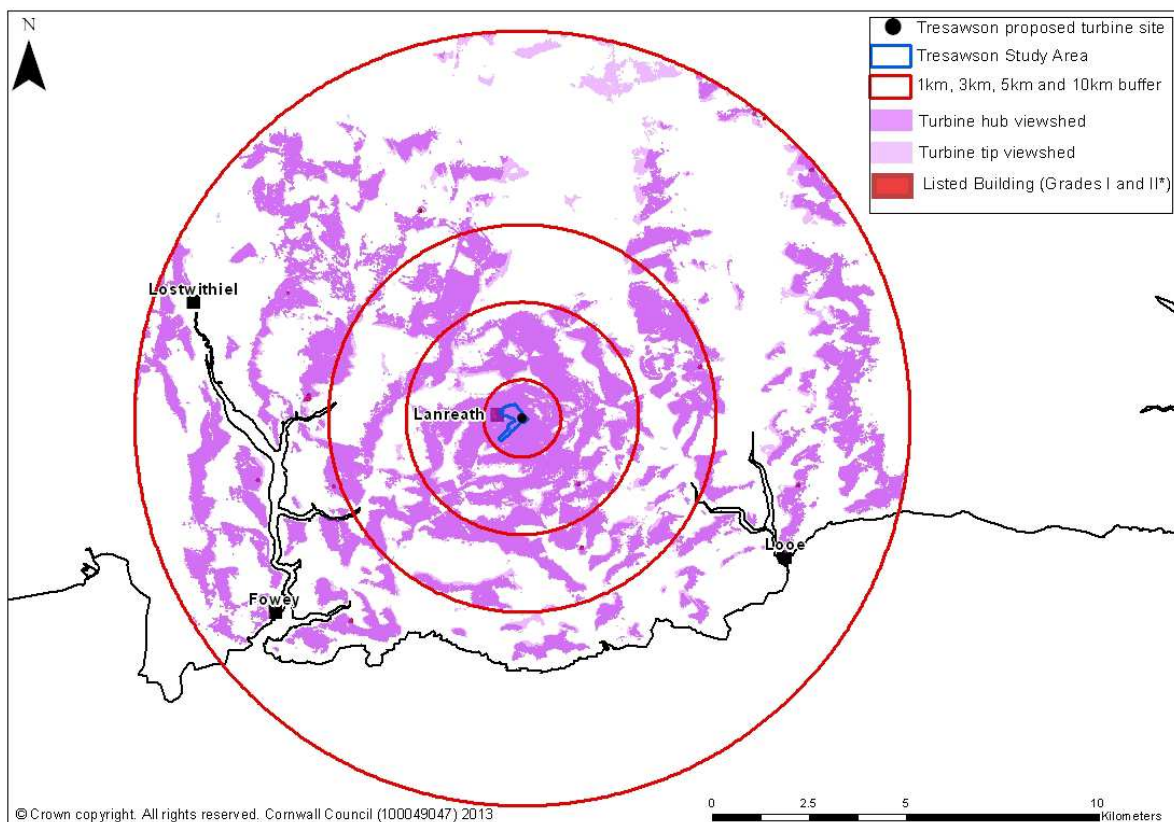 N
Tresawson proposed turbine site
Tresawson Study Area
1km, 3km, 5km and 10km buffer
Turbine hub viewshed
Turbine tip viewshed
Listed Building (Grades I and II*)
Lostwithiel
Lanreath
Looe
Fowey
0 2.5 5 10
Kilometers
© Crown copyright. All rights reserved. Cornwall Council (100049047) 2013